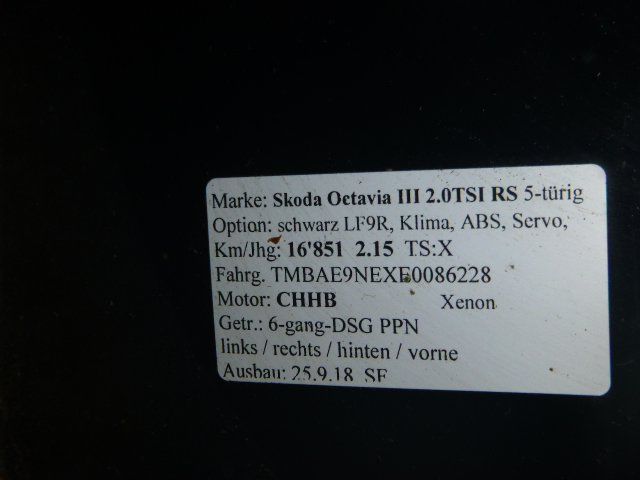 Marke: Skoda Octavia III 2.0TSI RS 5-türig
Option: schwarz LF9R, Klima, ABS, Servo,
Km/Jhg: 16'851 2.15 TS:X
Fahrg. TMBAE9NEXE0086228
Motor: CHHB Xenon
Getr.: 6-gang-DSG PPN
links / rechts / hinten / vorne
Ausbau: 25.9.18 SF